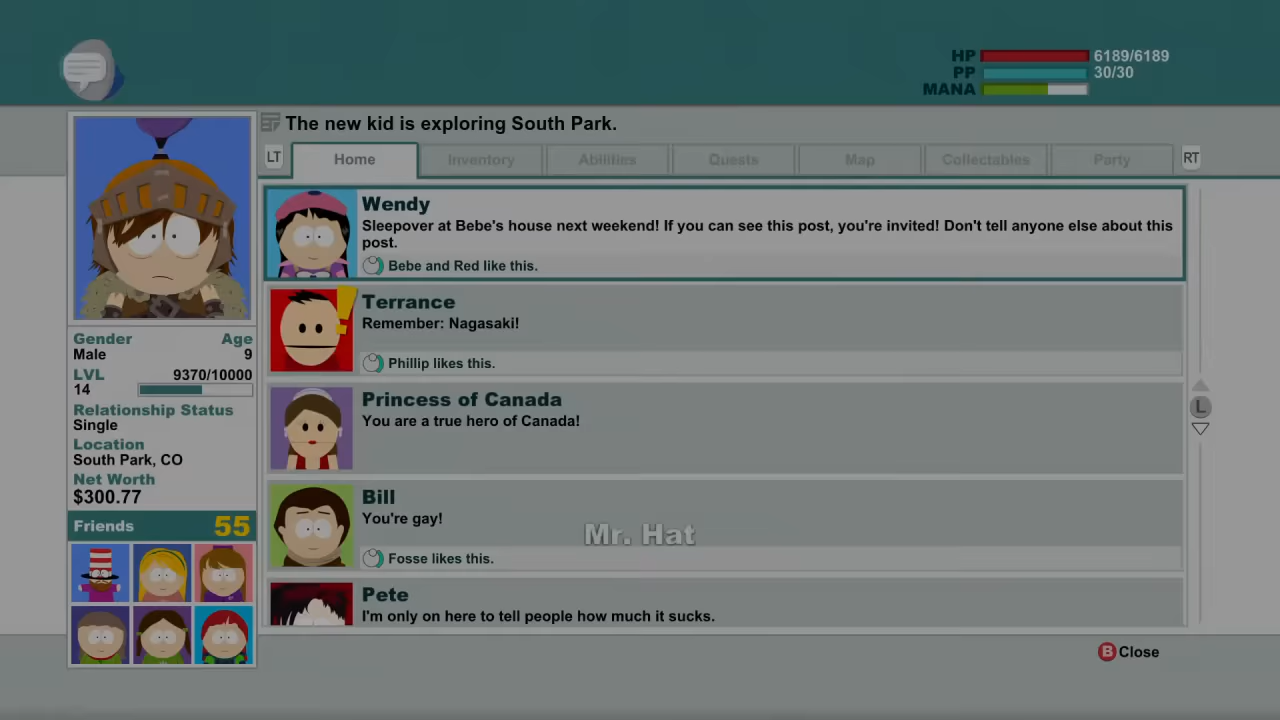 HP 6189/6189
PP 30/30
MANA
The new kid is exploring South Park.
LT Home Inventory Abilities Quests Map Collectables Party RT
Gender Age
Male 9
LVL 9370/10000
14
Relationship Status
Single
Location
South Park, CO
Net Worth
$300.77
Friends 55
Wendy
Sleepover at Bebe's house next weekend! If you can see this post, you're invited! Don't tell anyone else about this
post.
Bebe and Red like this.
Terrance
Remember: Nagasaki!
Phillip likes this.
Princess of Canada
You are a true hero of Canada!
Bill
You're gay!
Mr. Hat
Fosse likes this.
Pete
I'm only on here to tell people how much it sucks.
L
B Close